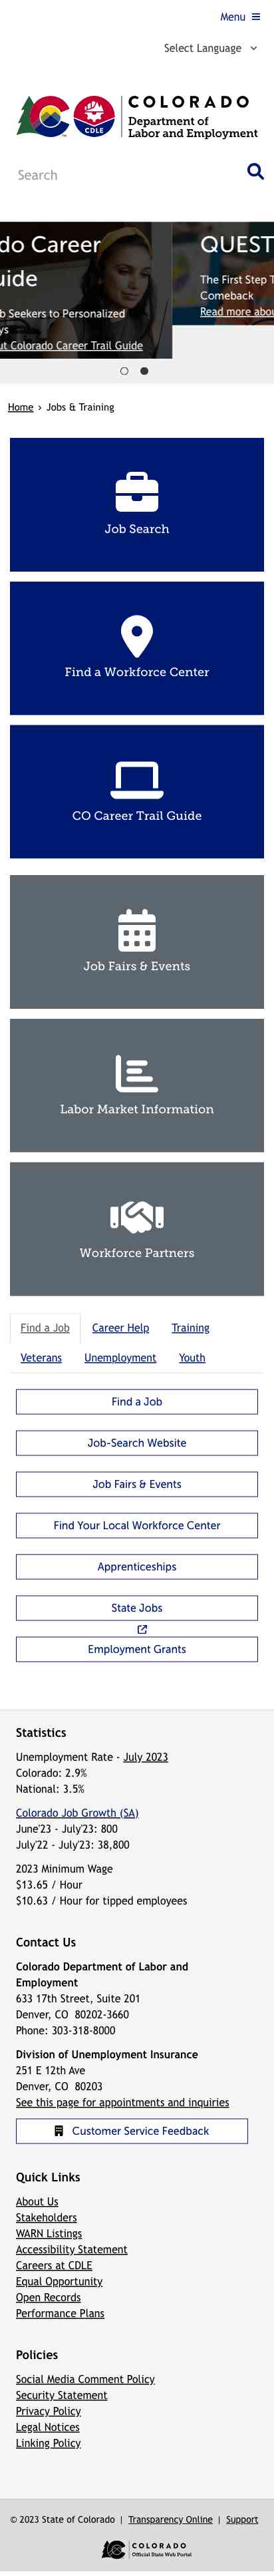 Menu
Select Language
CO
CDLE
COLORADO
Department of
Labor and Employment
Search
do Career
uide
b Seekers to Personalized
ys
ut Colorado Career Trail Guide
QUEST
The First Step T
Comeback
Read more abou
Home > Jobs & Training
Job Search
Find a Workforce Center
CO Career Trail Guide
Job Fairs & Events
Labor Market Information
Workforce Partners
Find a Job Career Help Training
Veterans Unemployment Youth
Find a Job
Job-Search Website
Job Fairs & Events
Find Your Local Workforce Center
Apprenticeships
State Jobs
Employment Grants
Statistics
Unemployment Rate - July 2023
Colorado: 2.9%
National: 3.5%
Colorado Job Growth (SA)
June'23 - July'23: 800
July'22 - July'23: 38,800
2023 Minimum Wage
$13.65 / Hour
$10.63 / Hour for tipped employees
Contact Us
Colorado Department of Labor and
Employment
633 17th Street, Suite 201
Denver, CO 80202-3660
Phone: 303-318-8000
Division of Unemployment Insurance
251 E 12th Ave
Denver, CO 80203
See this page for appointments and inquiries
Customer Service Feedback
Quick Links
About Us
Stakeholders
WARN Listings
Accessibility Statement
Careers at CDLE
Equal Opportunity
Open Records
Performance Plans
Policies
Social Media Comment Policy
Security Statement
Privacy Policy
Legal Notices
Linking Policy
© 2023 State of Colorado | Transparency Online | Support
CO
COLORADO
Official State Web Portal